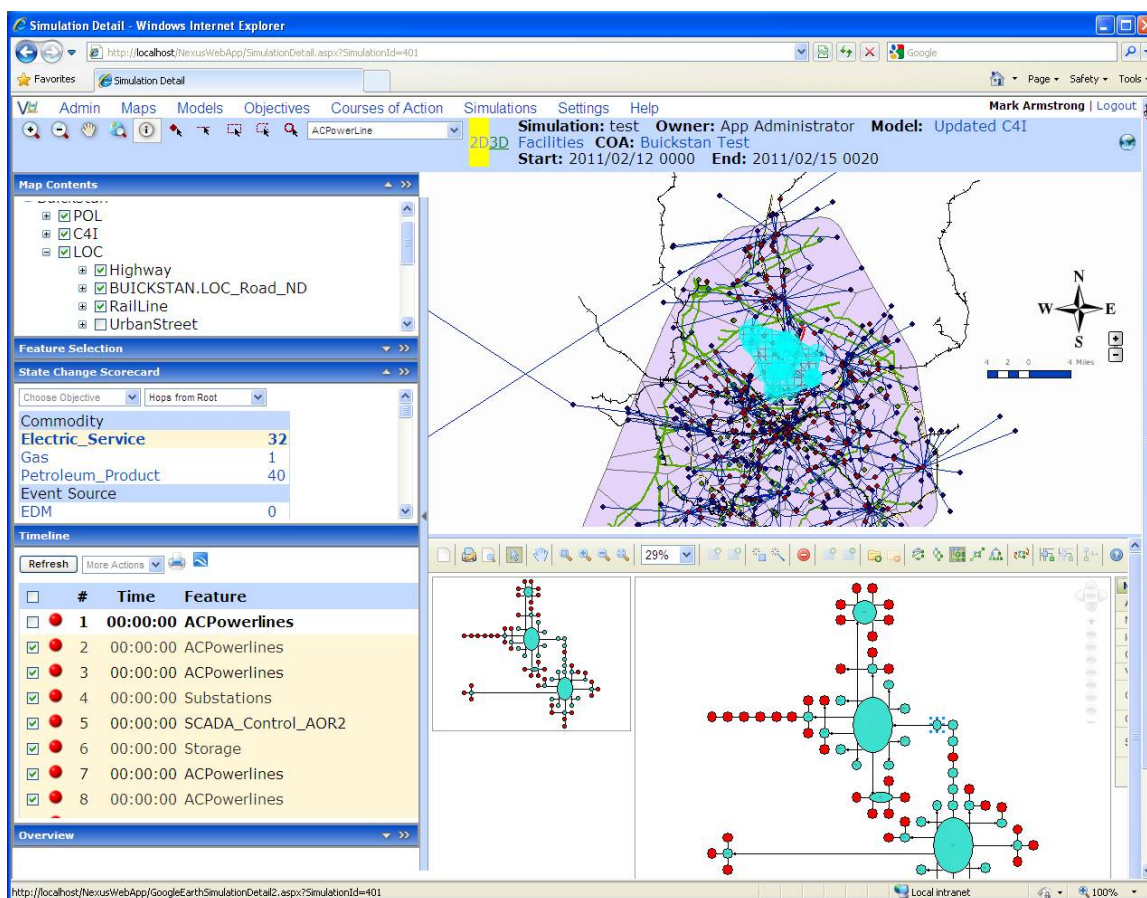 Simulation Detail - Windows Internet Explorer
http://localhost/NexusWebApp/SimulationDetail.aspx?SimulationId=401
Google
Favorites Simulation Detail Page Safety Tools
Admin Maps Models Objectives Courses of Action Simulations Settings Help Mark Armstrong | Logout
ACPowerLine
2D3D
Simulation: test Owner: App Administrator Model: Updated C4I
Facilities COA: Buickstan Test
Start: 2011/02/12 0000 End: 2011/02/15 0020
Map Contents
Buickstan
POL
C4I
LOC
Highway
BUICKSTAN.LOC_Road_ND
RailLine
UrbanStreet
N
W E
S
4 2 0 4 Miles
Feature Selection
State Change Scorecard
Choose Objective Hops from Root
Commodity
Electric_Service 32
Gas 1
Petroleum_Product 40
Event Source
EDM 0
Timeline
Refresh More Actions
29%
# Time Feature
1 00:00:00 ACPowerlines
2 00:00:00 ACPowerlines
3 00:00:00 ACPowerlines
4 00:00:00 Substations
5 00:00:00 SCADA_Control_AOR2
6 00:00:00 Storage
7 00:00:00 ACPowerlines
8 00:00:00 ACPowerlines
Overview
http://localhost/NexusWebApp/GoogleEarthSimulationDetail2.aspx?SimulationId=401 Local intranet 100%